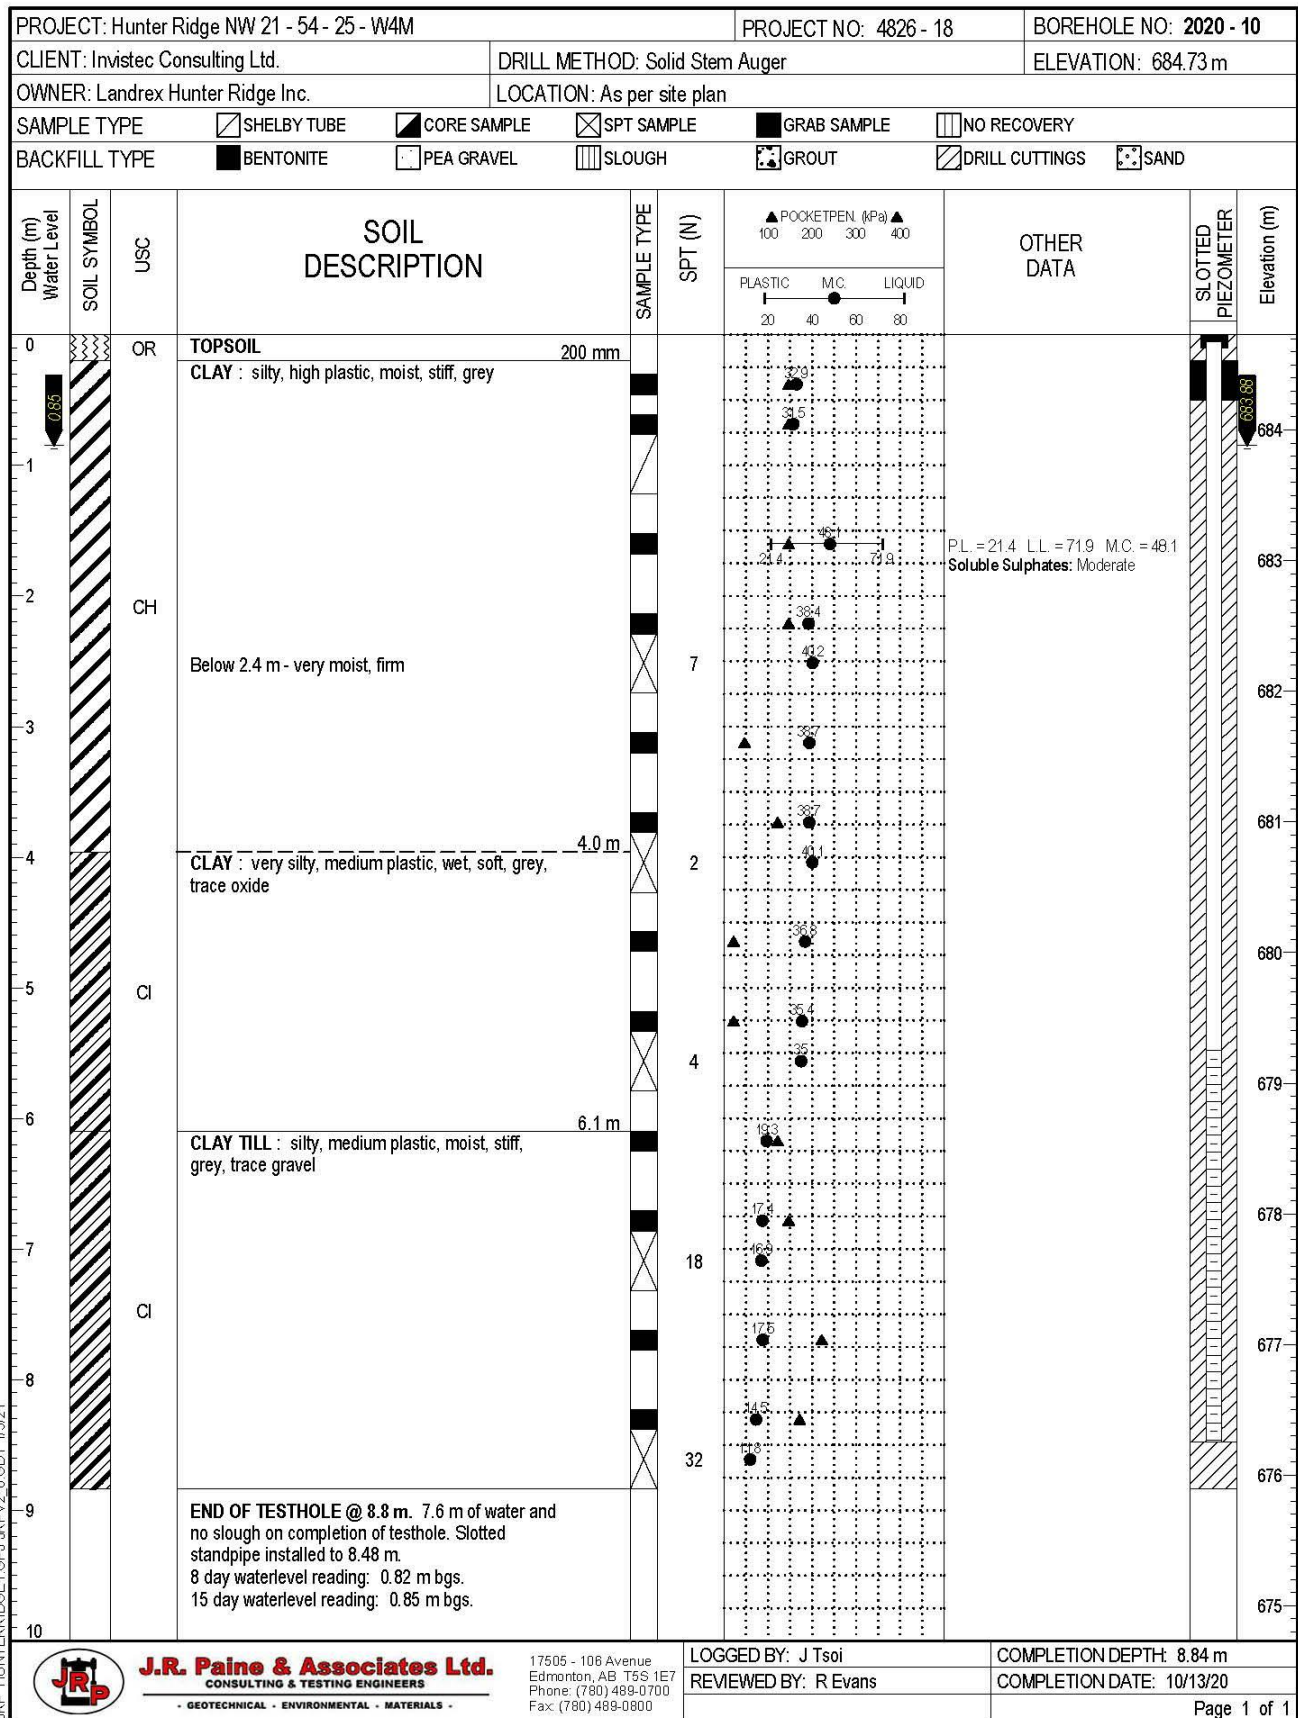 PROJECT: Hunter Ridge NW 21 - 54 - 25 - W4M PROJECT NO: 4826 - 18 BOREHOLE NO: 2020 - 10
CLIENT: Invistec Consulting Ltd. DRILL METHOD: Solid Stem Auger ELEVATION: 684.73 m
OWNER: Landrex Hunter Ridge Inc. LOCATION: As per site plan
SAMPLE TYPE SHELBY TUBE CORE SAMPLE SPT SAMPLE GRAB SAMPLE NO RECOVERY
BACKFILL TYPE BENTONITE PEA GRAVEL SLOUGH GROUT DRILL CUTTINGS SAND
Depth (m)
Water Level
SOIL SYMBOL
USC
SOIL
DESCRIPTION
SAMPLE TYPE
SPT (N)
▲ POCKETPEN. (kPa) ▲
100 200 300 400
PLASTIC M.C. LIQUID
20 40 60 80
OTHER
DATA
SLOTTED
PIEZOMETER
Elevation (m)
0 OR TOPSOIL 200 mm
CLAY : silty, high plastic, moist, stiff, grey
32.9
0.85
683.88
31.5
684
1
48.1
21.4 71.9
P.L. = 21.4 L.L. = 71.9 M.C. = 48.1
Soluble Sulphates: Moderate
683
2 CH
38.4
Below 2.4 m - very moist, firm 7 40.2
682
3
38.7
38.7
681
4.0 m
4
CLAY : very silty, medium plastic, wet, soft, grey,
trace oxide
2 40.1
36.8
680
5 CI
35.4
4 35
679
6 6.1 m
CLAY TILL : silty, medium plastic, moist, stiff,
grey, trace gravel
19.3
17.4
678
7
18 16.9
CI
17.5
677
8
14.5
32 11.8
676
9
END OF TESTHOLE @ 8.8 m. 7.6 m of water and
no slough on completion of testhole. Slotted
standpipe installed to 8.48 m.
8 day waterlevel reading: 0.82 m bgs.
15 day waterlevel reading: 0.85 m bgs.
675
10
JRP
J.R. Paine & Associates Ltd.
CONSULTING & TESTING ENGINEERS
- GEOTECHNICAL - ENVIRONMENTAL - MATERIALS -
17505 - 106 Avenue
Edmonton, AB T5S 1E7
Phone: (780) 489-0700
Fax: (780) 489-0800
LOGGED BY: J Tsoi COMPLETION DEPTH: 8.84 m
REVIEWED BY: R Evans COMPLETION DATE: 10/13/20
Page 1 of 1